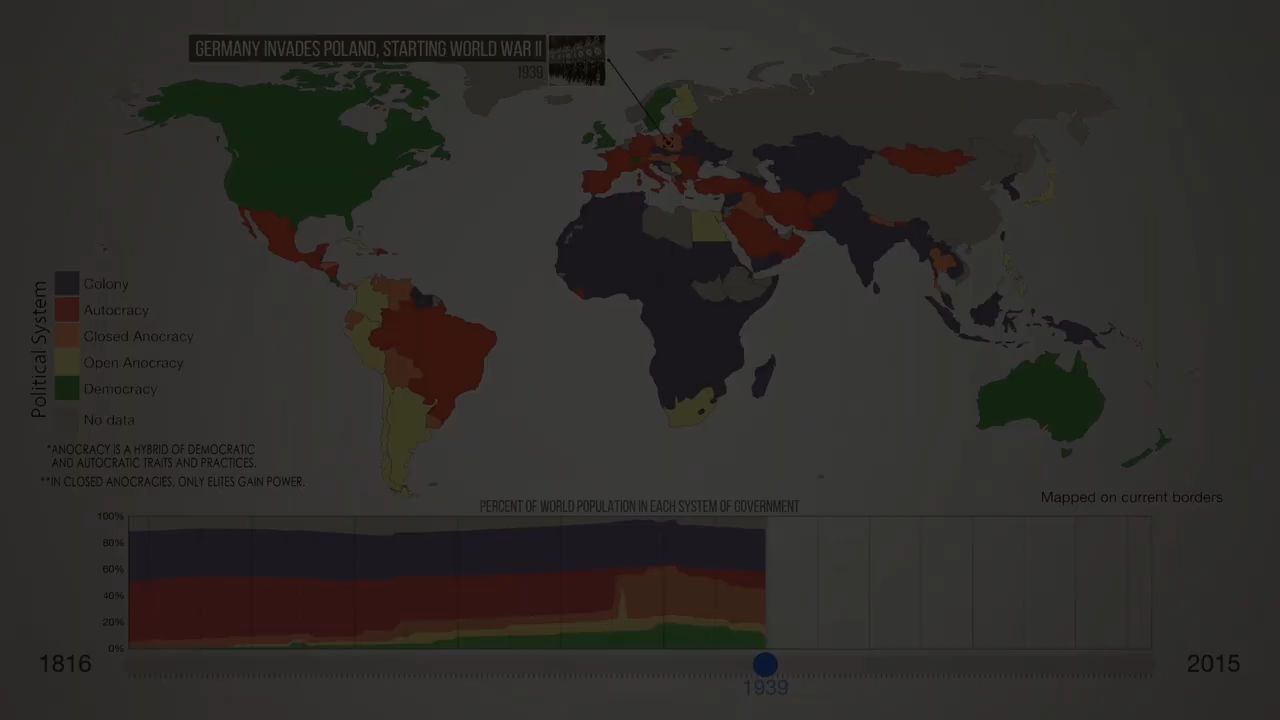 GERMANY INVADES POLAND, STARTING WORLD WAR II
1939
Political System
Colony
Autocracy
Closed Anocracy
Open Anocracy
Democracy
No data
*ANOCRACY IS A HYBRID OF DEMOCRATIC
AND AUTOCRATIC TRAITS AND PRACTICES.
**IN CLOSED ANOCRACIES, ONLY ELITES GAIN POWER.
Mapped on current borders
PERCENT OF WORLD POPULATION IN EACH SYSTEM OF GOVERNMENT
100%
80%
60%
40%
20%
0%
1816
2015
1939